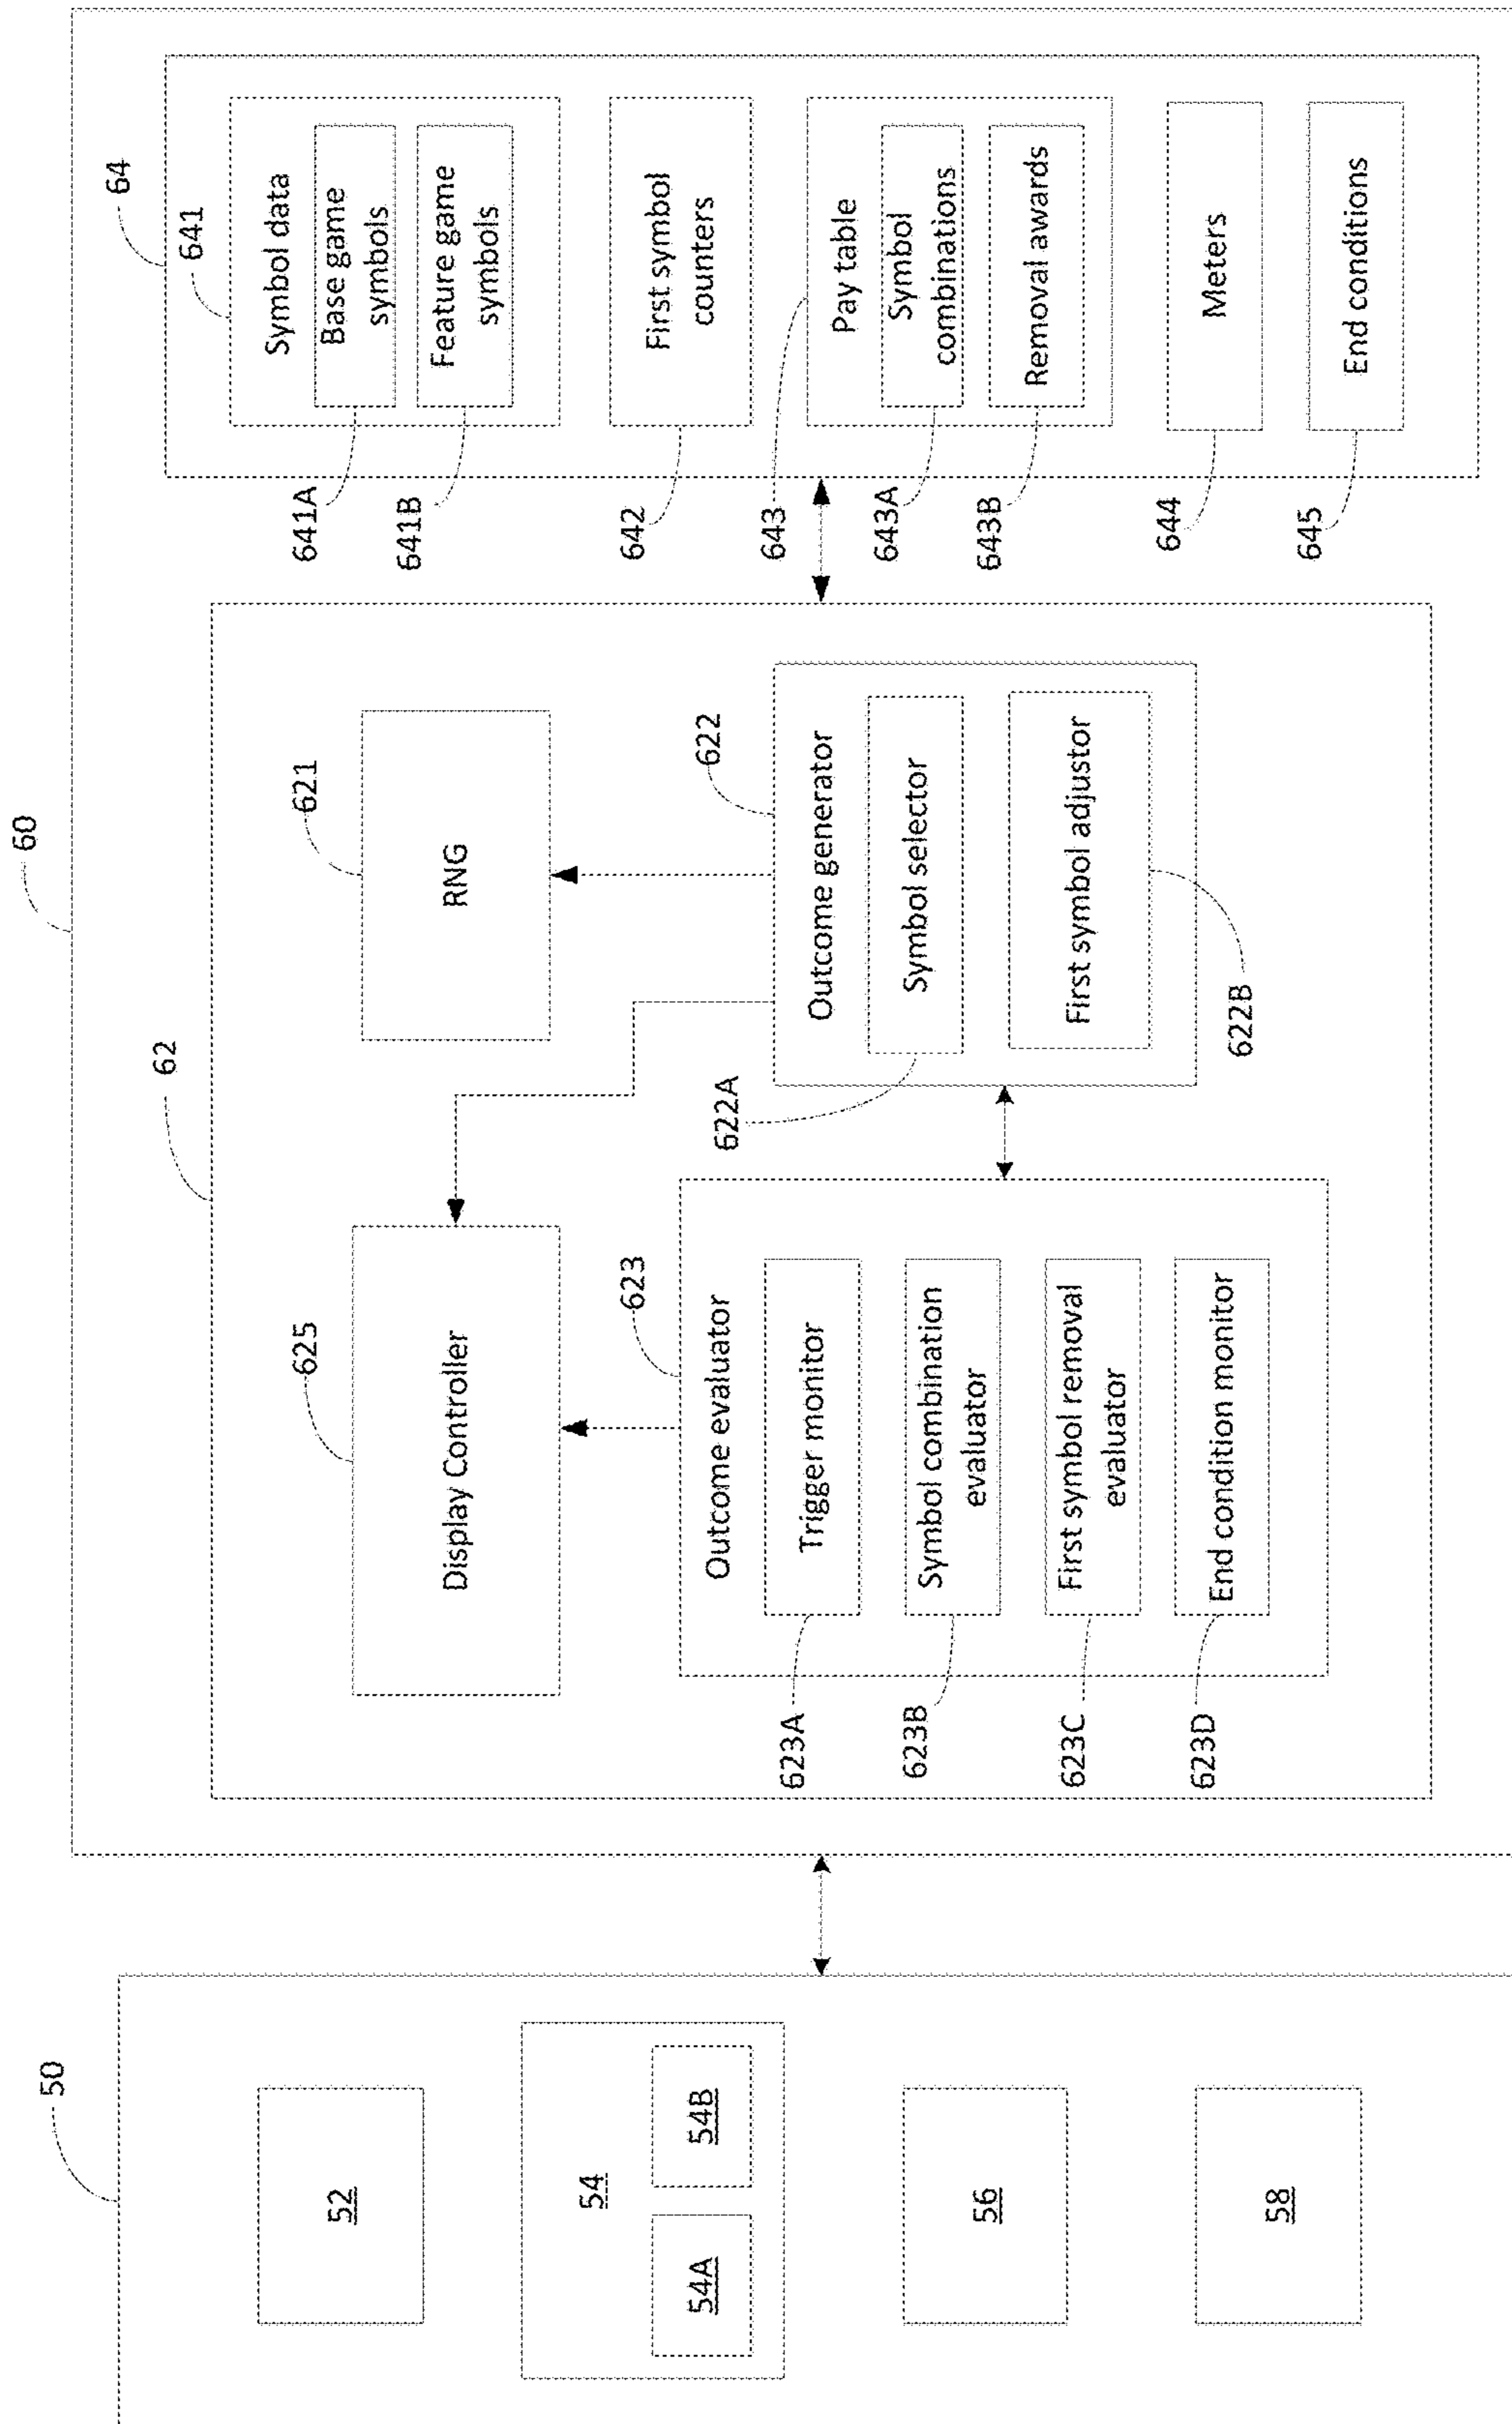 60
50
62
64
52
54
54A
54B
56
58
625
Display Controller
621
RNG
623
Outcome evaluator
623A
Trigger monitor
623B
Symbol combination
evaluator
623C
First symbol removal
evaluator
623D
End condition monitor
622
Outcome generator
622A
Symbol selector
First symbol adjustor
622B
641
Symbol data
641A
Base game
symbols
641B
Feature game
symbols
642
First symbol
counters
643
Pay table
643A
Symbol
combinations
643B
Removal awards
644
Meters
645
End conditions